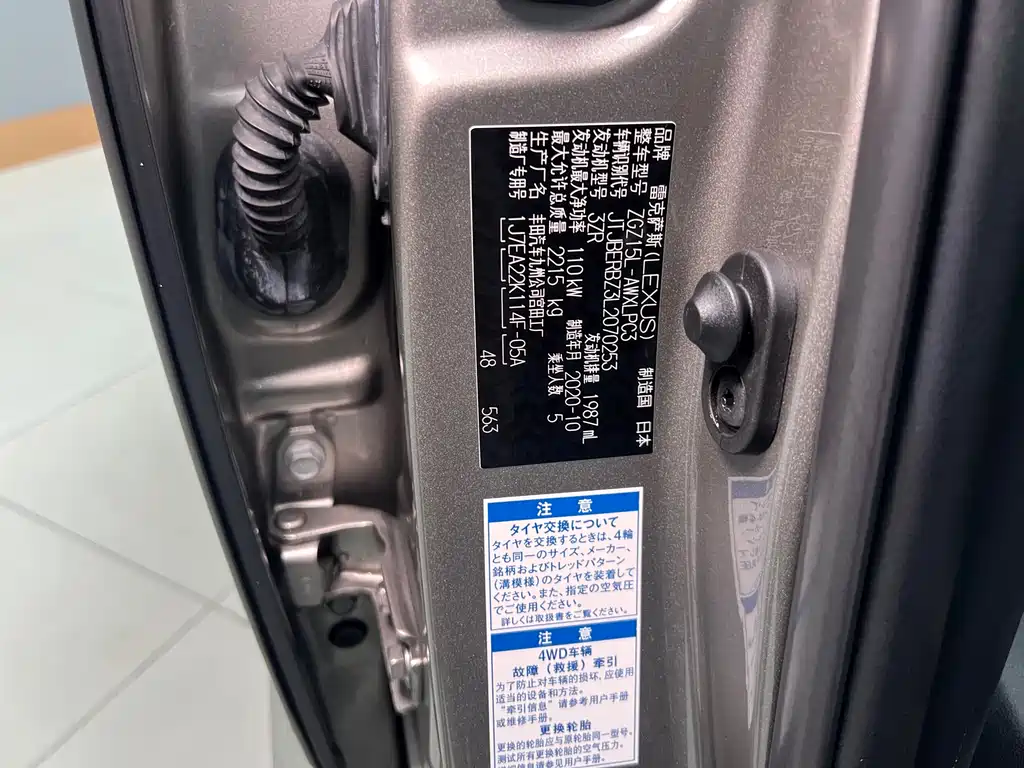 品牌 雷克萨斯(LEXUS) 制造国 日本
整车型号 ZGZ15L-AWXLPC3
车辆识别代号 JTJBERBZ3L2070253
发动机型号 3ZR 发动机排量 1987 mL
发动机最大净功率 110 kW 制造年月 2020-10
最大允许总质量 2215 kg 乘坐人数 5
生产厂名 丰田汽车九州公司宫田工厂
制造厂专用号 1J7EA22K114F-05A
48 563
注 意
タイヤ交換について
タイヤを交換するときは、4輪
とも同一のサイズ、メーカー、
銘柄およびトレッドパターン
(溝模様)のタイヤを装着して
ください。また、指定の空気圧
でご使用ください。
詳しくは取扱書をご覧ください。
注 意
4WD车辆
故障(救援)牵引
为了防止对车辆的损坏,应使用
适当的设备和方法。
"牵引信息"请参考用户手册
或维修手册。
更换轮胎
更换的轮胎应与原轮胎同一型号、
测试所有更换轮胎的空气压力。